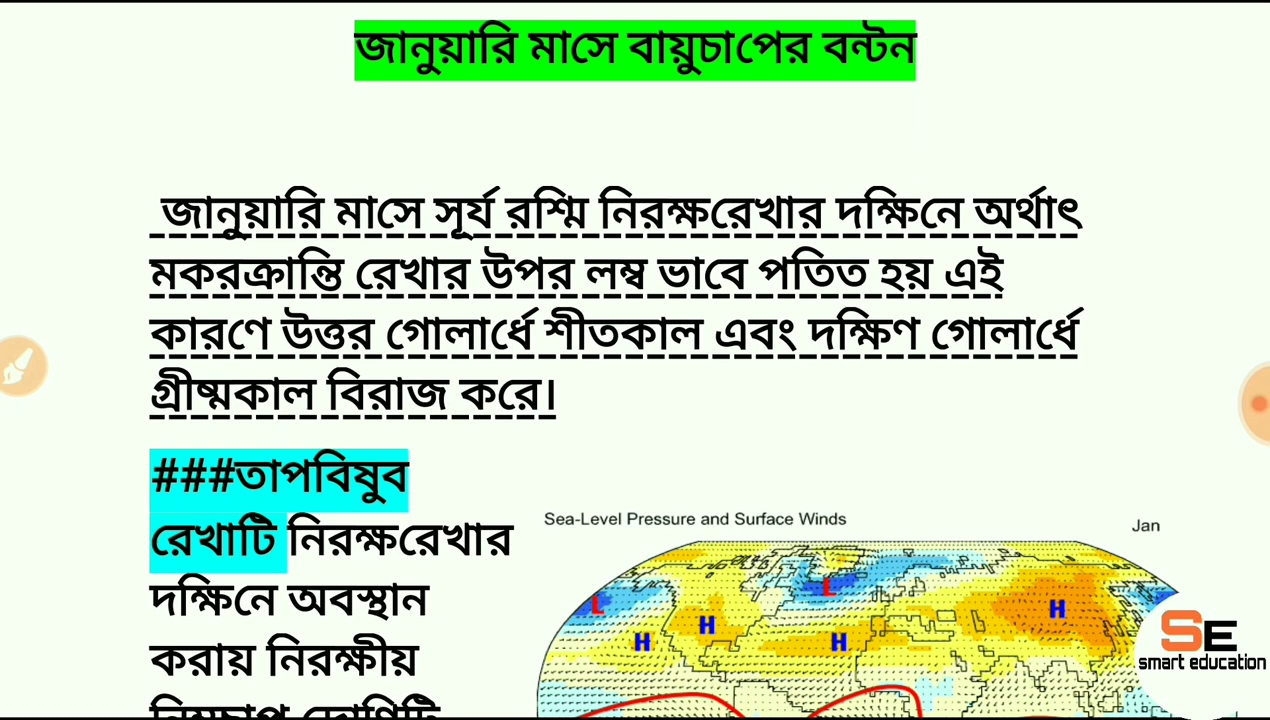 জানুয়ারি মাসে বায়ুচাপের বন্টন
জানুয়ারি মাসে সূর্য রশ্মি নিরক্ষরেখার দক্ষিনে অর্থাৎ
মকরক্রান্তি রেখার উপর লম্ব ভাবে পতিত হয় এই
কারণে উত্তর গোলার্ধে শীতকাল এবং দক্ষিণ গোলার্ধে
গ্রীষ্মকাল বিরাজ করে।
###তাপবিষুব
রেখাটি নিরক্ষরেখার
দক্ষিনে অবস্থান
করায় নিরক্ষীয়
Sea-Level Pressure and Surface Winds
Jan
L
L
H
H
H
H
SE
smart education